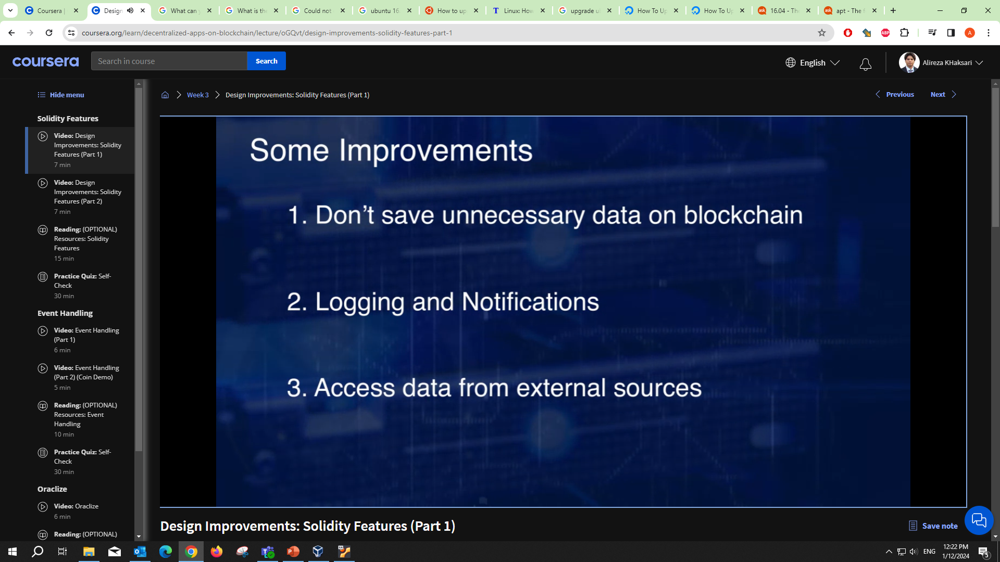 Coursera |
Design
What can
What is the
Could not
ubuntu 16
How to up
Linux: How
upgrade u
How To Up
How To Up
16.04 - The
apt - The f
coursera.org/learn/decentralized-apps-on-blockchain/lecture/oGQvt/design-improvements-solidity-features-part-1
ABP
A
coursera
Search in course
Search
English
Alireza KHaksari
Hide menu
Week 3
Design Improvements: Solidity Features (Part 1)
Previous
Next
Solidity Features
Video: Design
Improvements: Solidity
Features (Part 1)
7 min
Video: Design
Improvements: Solidity
Features (Part 2)
7 min
Reading: (OPTIONAL)
Resources: Solidity
Features
15 min
Practice Quiz: Self-
Check
30 min
Event Handling
Video: Event Handling
(Part 1)
6 min
Video: Event Handling
(Part 2) (Coin Demo)
5 min
Reading: (OPTIONAL)
Resources: Event
Handling
10 min
Practice Quiz: Self-
Check
30 min
Oraclize
Video: Oraclize
6 min
Reading: (OPTIONAL)
Some Improvements
1. Don't save unnecessary data on blockchain
2. Logging and Notifications
3. Access data from external sources
Design Improvements: Solidity Features (Part 1)
Save note
ENG
12:22 PM
1/12/2024
5